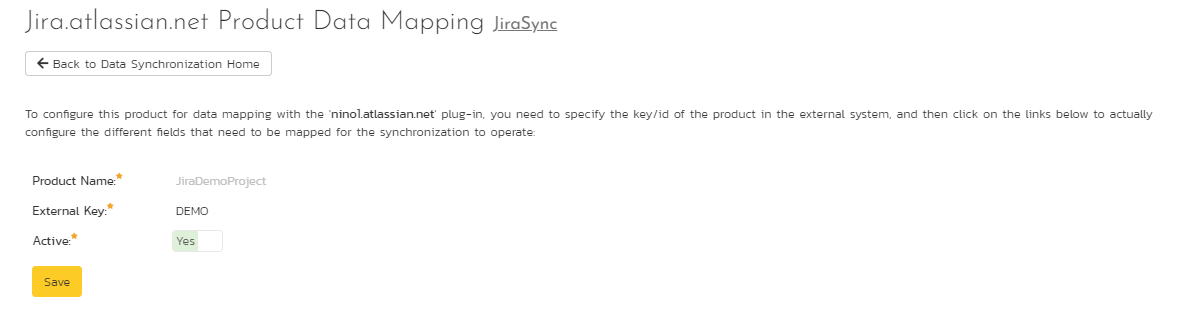 Jira.atlassian.net Product Data Mapping JiraSync
Back to Data Synchronization Home
To configure this product for data mapping with the 'nino1.atlassian.net' plug-in, you need to specify the key/id of the product in the external system, and then click on the links below to actually
configure the different fields that need to be mapped for the synchronization to operate:
Product Name: JiraDemoProject
External Key: DEMO
Active: Yes
Save